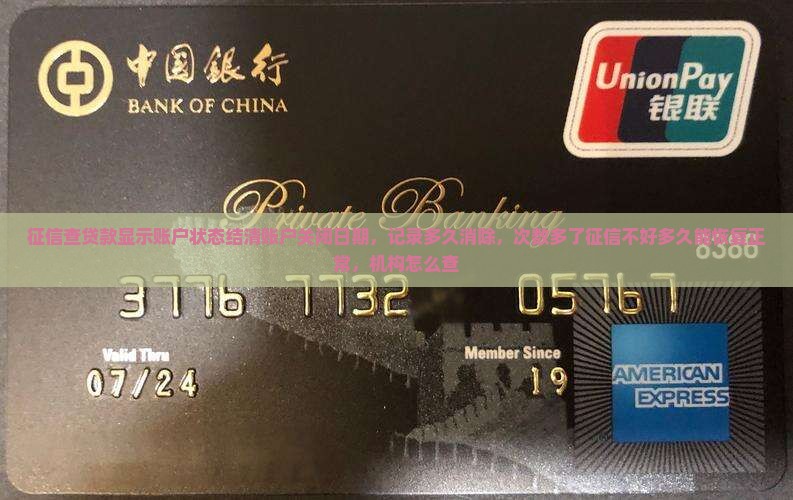 中国银行
BANK OF CHINA
UnionPay
银联
Private Banking
征信查贷款显示账户状态结清账户关闭日期，记录多久消除，次数多了征信不好多久能恢复正
常，机构怎么查
3776 7732 05767
Valid Thru
07/24
Member Since
19
AMERICAN
EXPRESS